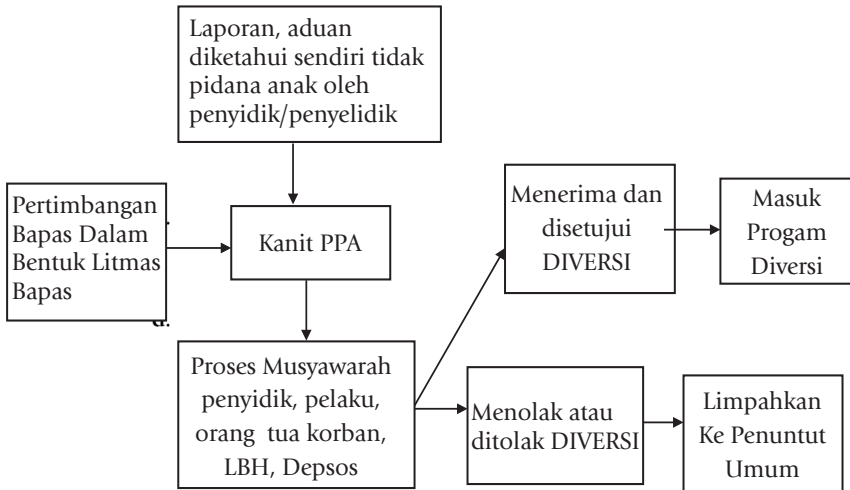 Laporan, aduan
diketahui sendiri tidak
pidana anak oleh
penyidik/penyelidik
Pertimbangan
Bapas Dalam
Bentuk Litmas
Bapas
Kanit PPA
Menerima dan
disetujui
DIVERSI
Masuk
Progam
Diversi
Proses Musyawarah
penyidik, pelaku,
orang tua korban,
LBH, Depsos
Menolak atau
ditolak DIVERSI
Limpahkan
Ke Penuntut
Umum